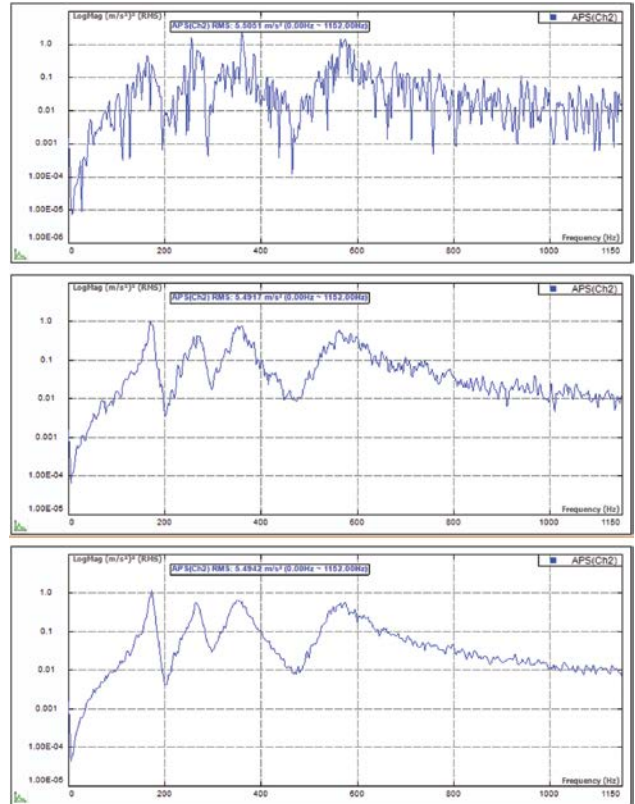 LogMag (m/s²)² (RMS)
APS(Ch2) RMS: 5.5051 m/s² (0.00Hz ~ 1152.00Hz)
APS(Ch2)
1.0
0.1
0.01
0.001
1.00E-04
1.00E-05
1.00E-06
Frequency (Hz)
0 200 400 600 800 1000 1150
LogMag (m/s²)² (RMS)
APS(Ch2) RMS: 5.4917 m/s² (0.00Hz ~ 1152.00Hz)
APS(Ch2)
1.0
0.1
0.01
0.001
1.00E-04
1.00E-05
Frequency (Hz)
0 200 400 600 800 1000 1150
LogMag (m/s²)² (RMS)
APS(Ch2) RMS: 5.4942 m/s² (0.00Hz ~ 1152.00Hz)
APS(Ch2)
1.0
0.1
0.01
0.001
1.00E-04
1.00E-05
Frequency (Hz)
0 200 400 600 800 1000 1150